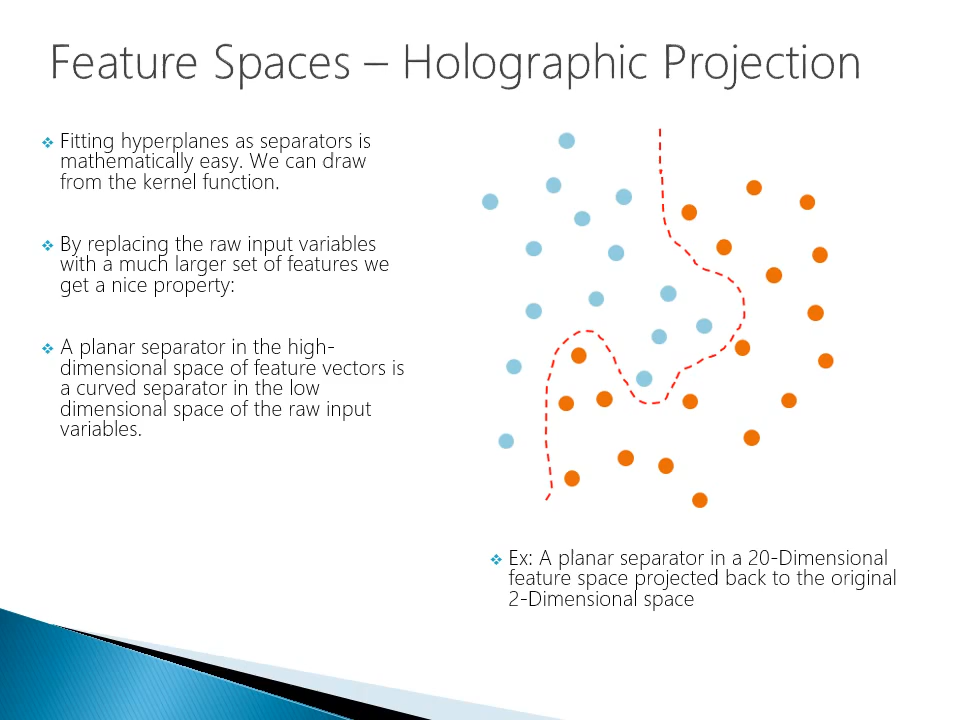 Feature Spaces – Holographic Projection
Fitting hyperplanes as separators is
mathematically easy. We can draw
from the kernel function.
By replacing the raw input variables
with a much larger set of features we
get a nice property:
A planar separator in the high-
dimensional space of feature vectors is
a curved separator in the low
dimensional space of the raw input
variables.
Ex: A planar separator in a 20-Dimensional
feature space projected back to the original
2-Dimensional space